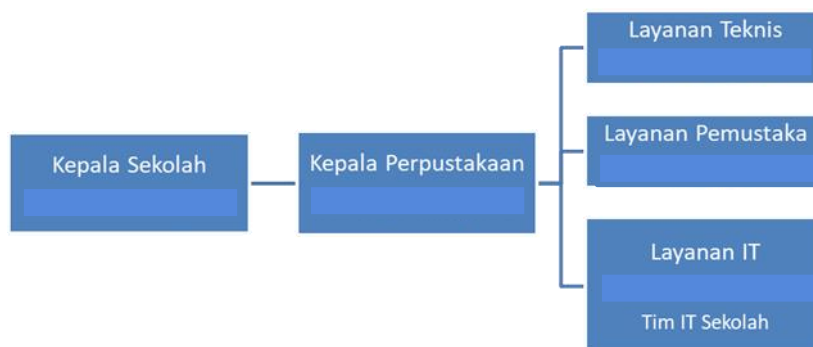 Kepala Sekolah
Kepala Perpustakaan
Layanan Teknis
Layanan Pemustaka
Layanan IT
Tim IT Sekolah